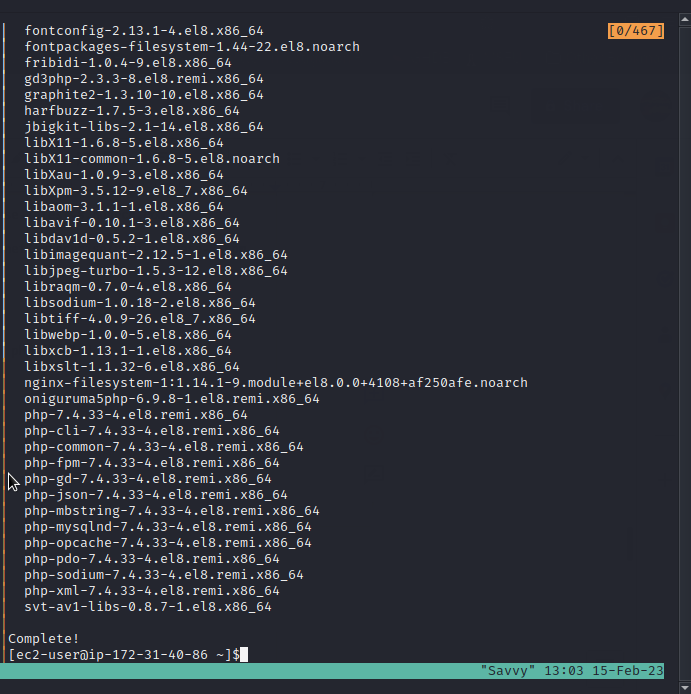 fontconfig-2.13.1-4.el8.x86_64 [0/467]
fontpackages-filesystem-1.44-22.el8.noarch
fribidi-1.0.4-9.el8.x86_64
gd3php-2.3.3-8.el8.remi.x86_64
graphite2-1.3.10-10.el8.x86_64
harfbuzz-1.7.5-3.el8.x86_64
jbigkit-libs-2.1-14.el8.x86_64
libX11-1.6.8-5.el8.x86_64
libX11-common-1.6.8-5.el8.noarch
libXau-1.0.9-3.el8.x86_64
libXpm-3.5.12-9.el8_7.x86_64
libaom-3.1.1-1.el8.x86_64
libavif-0.10.1-3.el8.x86_64
libdav1d-0.5.2-1.el8.x86_64
libimagequant-2.12.5-1.el8.x86_64
libjpeg-turbo-1.5.3-12.el8.x86_64
libraqm-0.7.0-4.el8.x86_64
libsodium-1.0.18-2.el8.x86_64
libtiff-4.0.9-26.el8_7.x86_64
libwebp-1.0.0-5.el8.x86_64
libxcb-1.13.1-1.el8.x86_64
libxslt-1.1.32-6.el8.x86_64
nginx-filesystem-1:1.14.1-9.module+el8.0.0+4108+af250afe.noarch
oniguruma5php-6.9.8-1.el8.remi.x86_64
php-7.4.33-4.el8.remi.x86_64
php-cli-7.4.33-4.el8.remi.x86_64
php-common-7.4.33-4.el8.remi.x86_64
php-fpm-7.4.33-4.el8.remi.x86_64
php-gd-7.4.33-4.el8.remi.x86_64
php-json-7.4.33-4.el8.remi.x86_64
php-mbstring-7.4.33-4.el8.remi.x86_64
php-mysqlnd-7.4.33-4.el8.remi.x86_64
php-opcache-7.4.33-4.el8.remi.x86_64
php-pdo-7.4.33-4.el8.remi.x86_64
php-sodium-7.4.33-4.el8.remi.x86_64
php-xml-7.4.33-4.el8.remi.x86_64
svt-av1-libs-0.8.7-1.el8.x86_64
Complete!
[ec2-user@ip-172-31-40-86 ~]$
"Savvy" 13:03 15-Feb-23